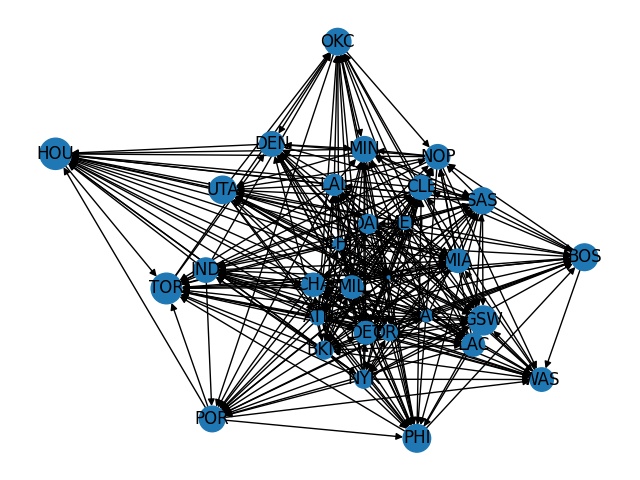 OKC
HOU
DEN
MIN
NOP
UTA
LAL
CLE
SAS
DAL
BOS
MIA
IND
TOR
CHA
MIL
GSW
DET
LAC
BKN
NYK
WAS
POR
PHI